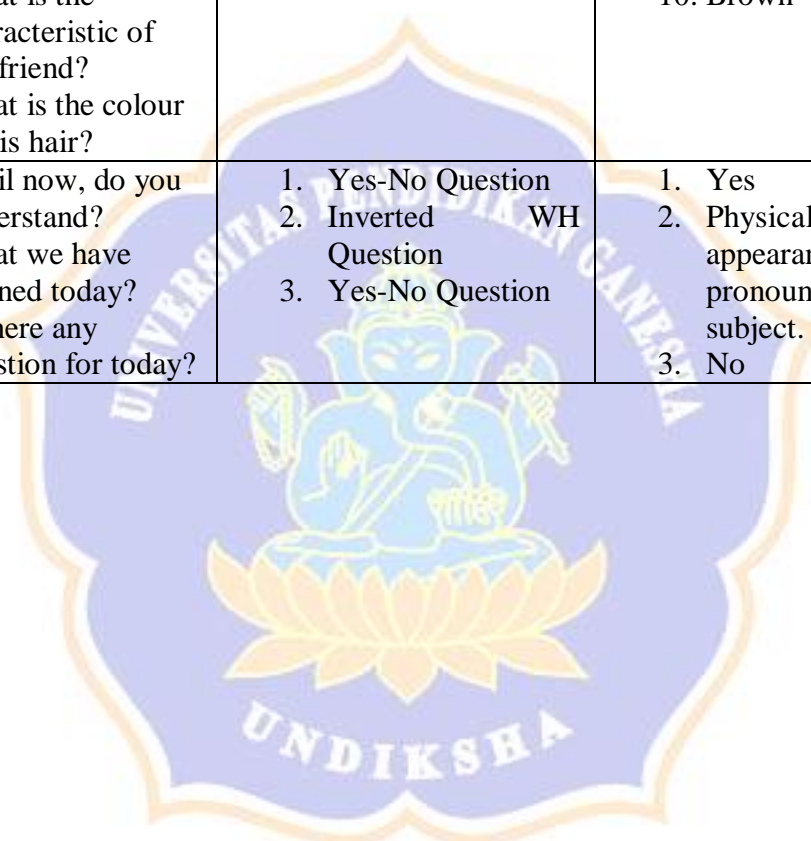 at is the
racteristic of
friend?
at is the colour
is hair?
il now, do you
erstand?
at we have
ned today?
here any
stion for today?
1. Yes-No Question
2. Inverted WH
Question
3. Yes-No Question
10. Brown
1. Yes
2. Physical
appearan
pronoun
subject.
3. No
UNIVERSITAS PENDIDIKAN GANESHA
UNDIKSHA